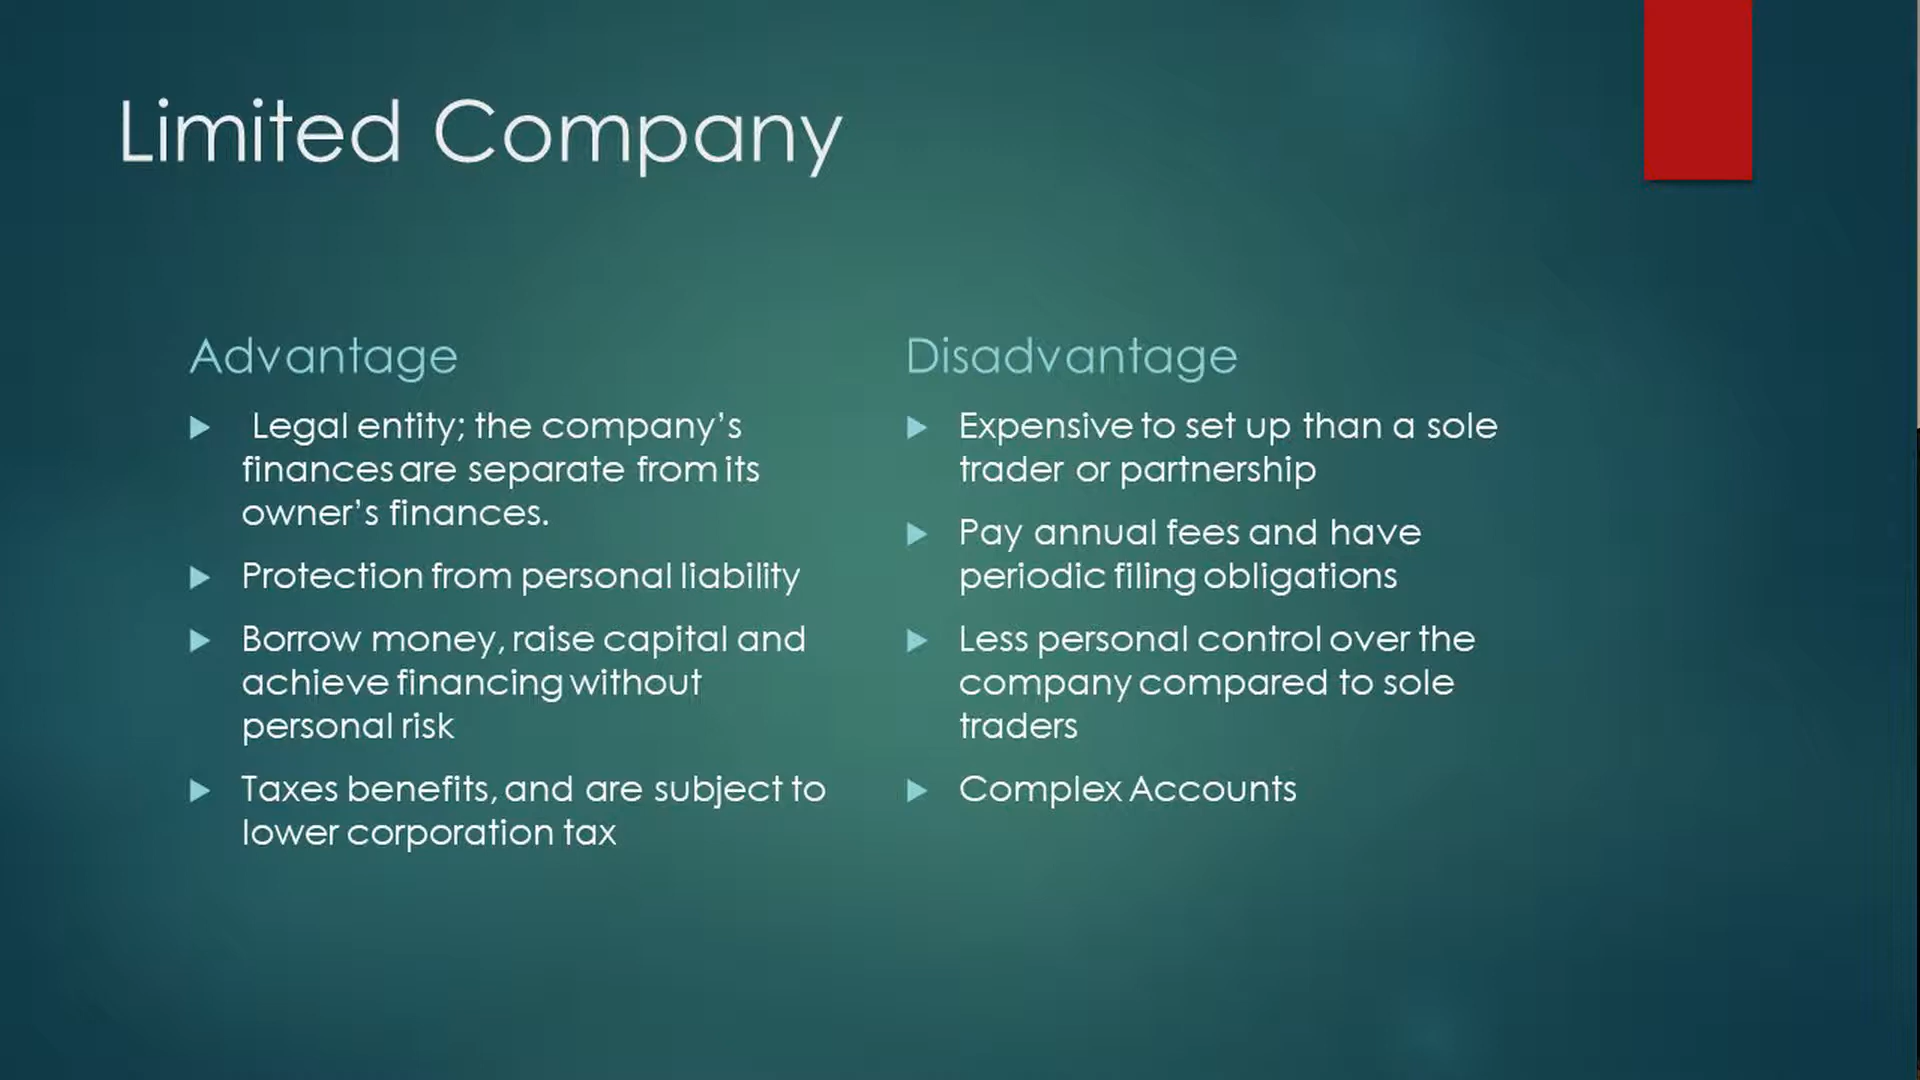 Limited Company
Advantage
Legal entity; the company’s
finances are separate from its
owner’s finances.
Protection from personal liability
Borrow money, raise capital and
achieve financing without
personal risk
Taxes benefits, and are subject to
lower corporation tax
Disadvantage
Expensive to set up than a sole
trader or partnership
Pay annual fees and have
periodic filing obligations
Less personal control over the
company compared to sole
traders
Complex Accounts